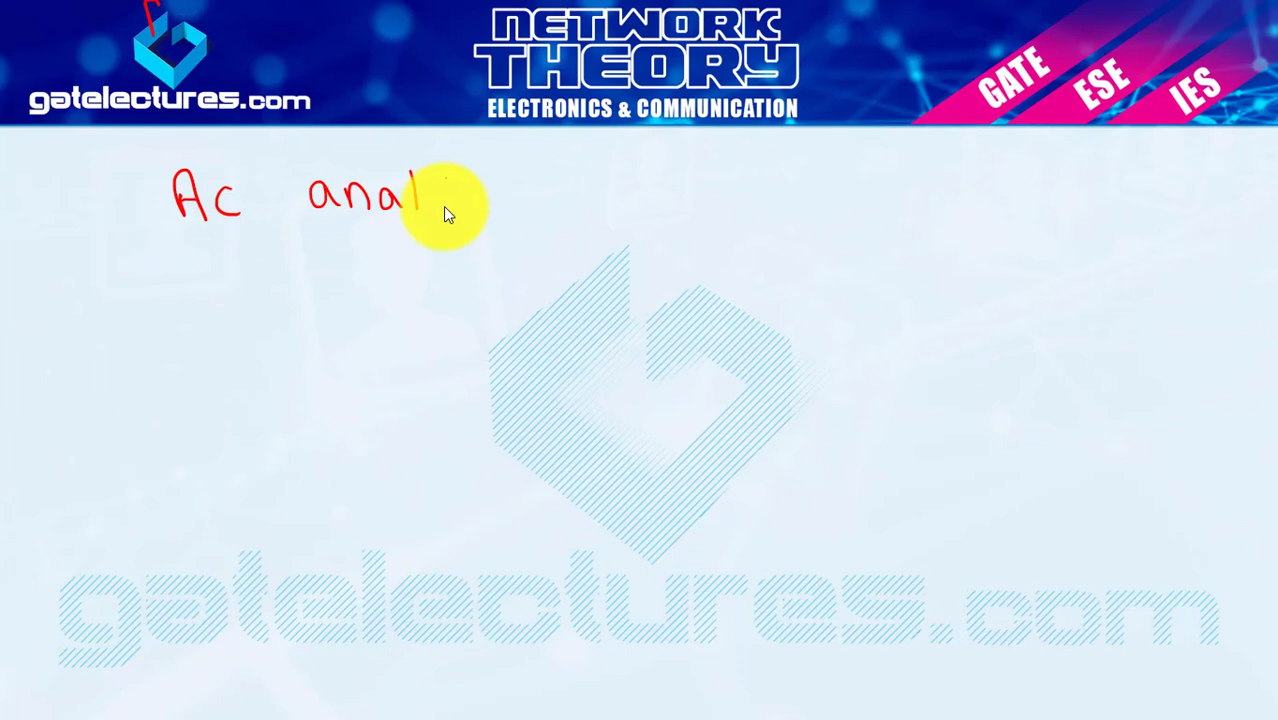 NETWORK
THEORY
ELECTRONICS & COMMUNICATION
gatelectures.com
GATE
ESE
IES
Ac anal
gatelectures.com